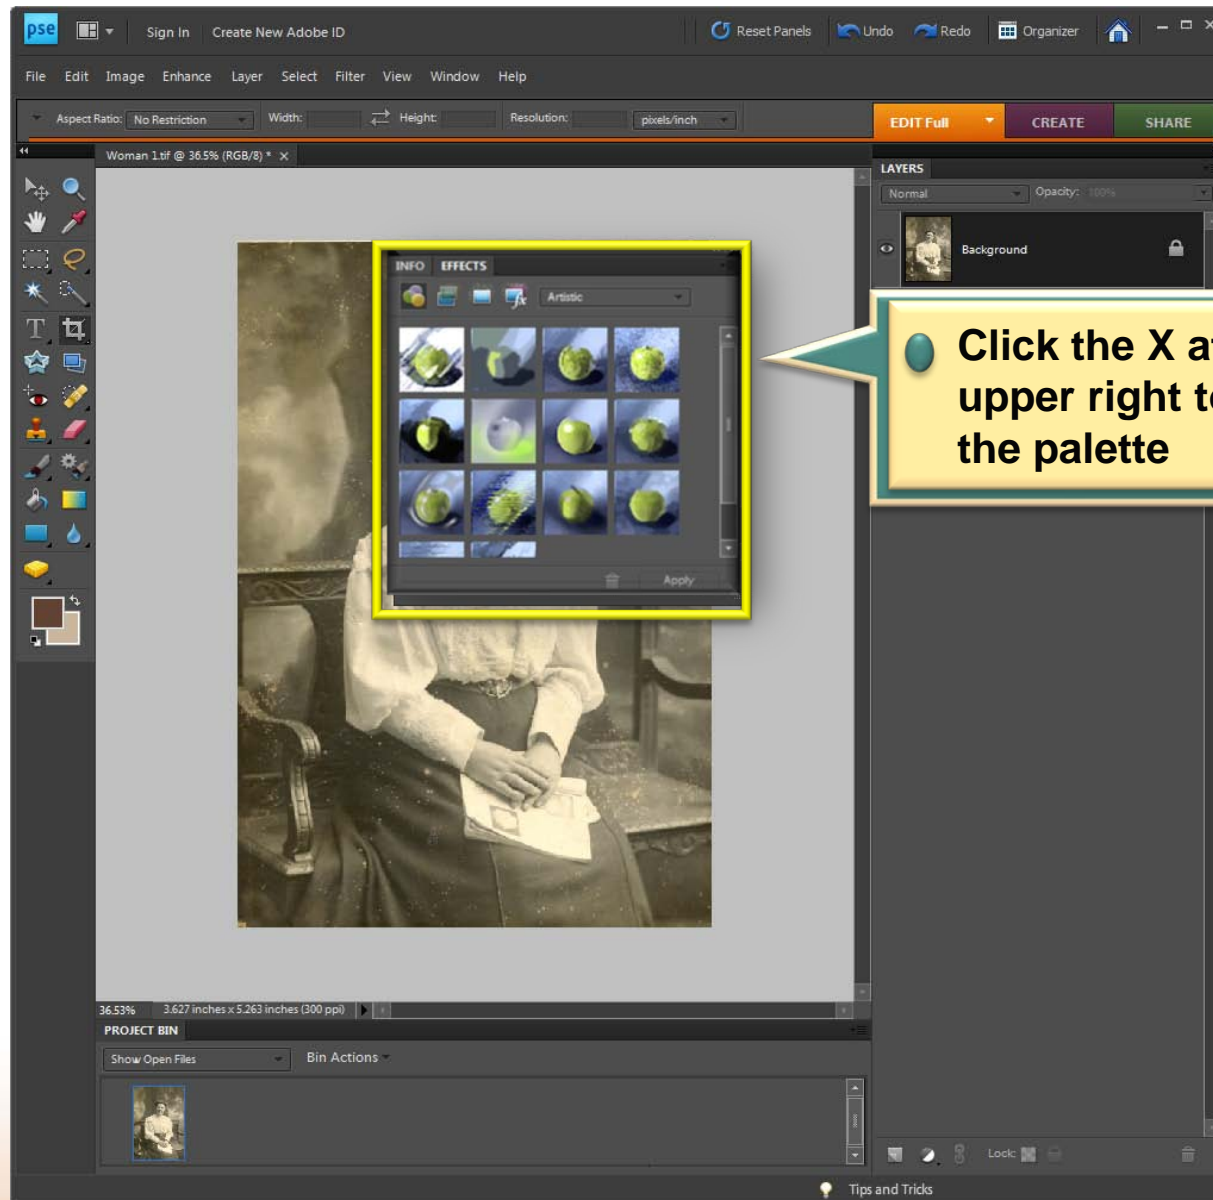 pse
Sign In Create New Adobe ID
Reset Panels Undo Redo Organizer
File Edit Image Enhance Layer Select Filter View Window Help
Aspect Ratio: No Restriction Width: Height: Resolution: pixels/inch
EDIT Full CREATE SHARE
Woman 1.tif @ 36.5% (RGB/8) * X
LAYERS
Normal Opacity: 100%
Background
INFO EFFECTS
Artistic
Click the X
upper right
the palette
Apply
36.53% 3.627 inches x 5.263 inches (300 ppi)
PROJECT BIN
Show Open Files Bin Actions
Lock:
Tips and Tricks